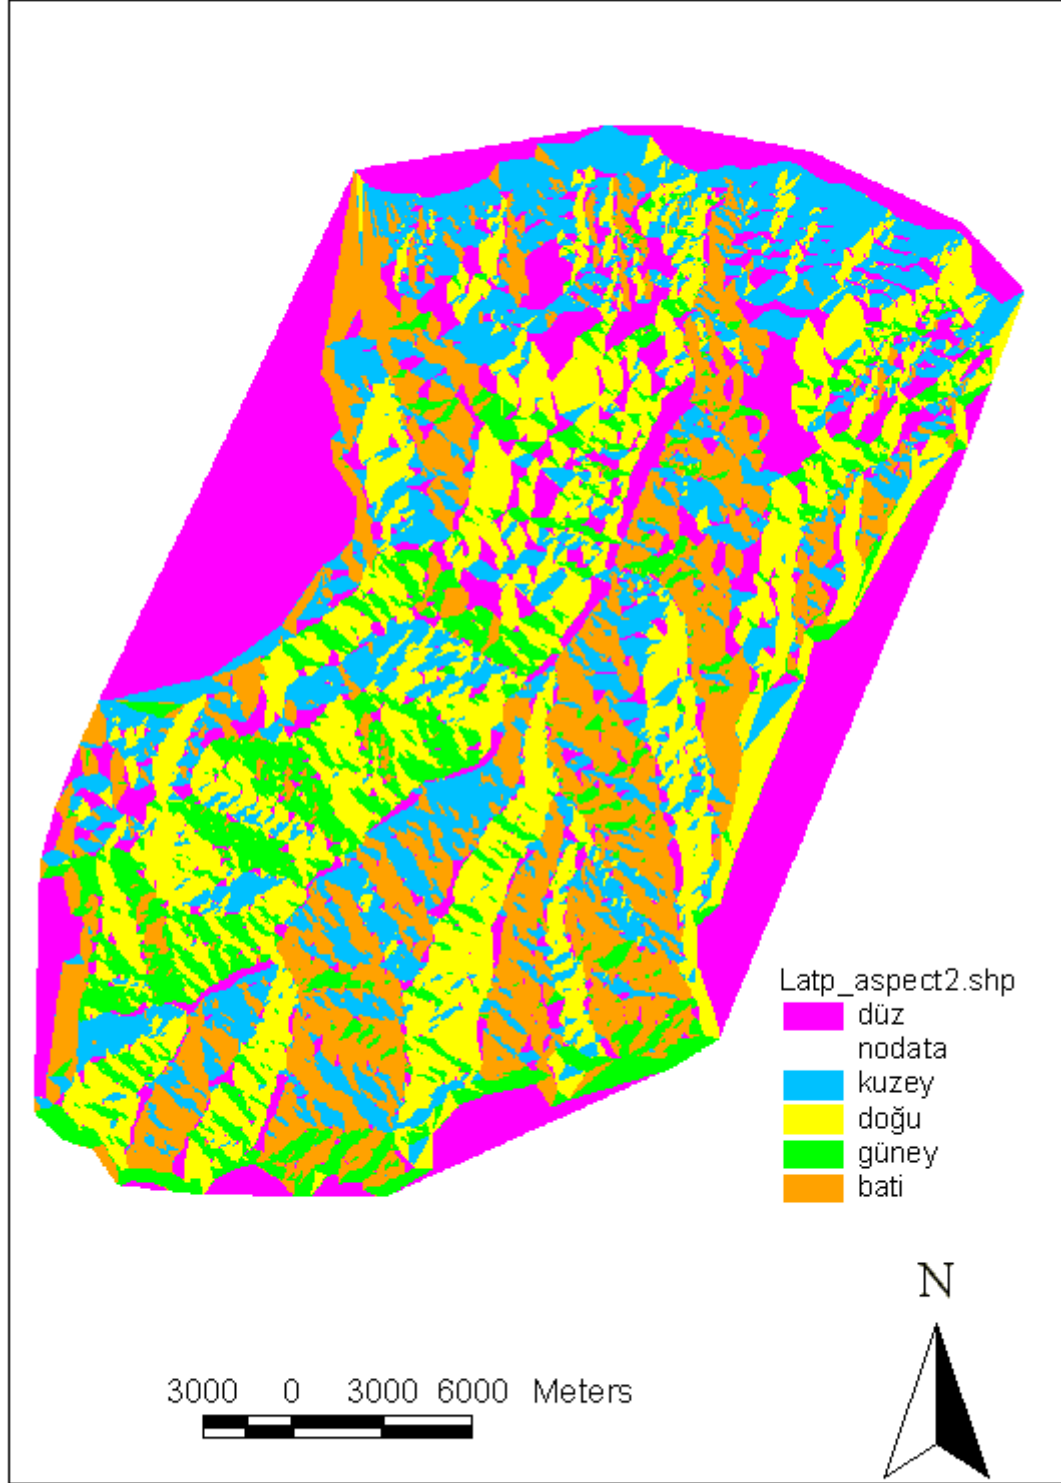 Latp_aspect2.shp
düz
nodata
kuzey
doğu
güney
bati
N
3000 0 3000 6000 Meters